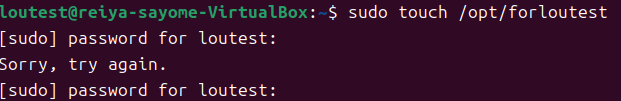 loutest@reiya-sayome-VirtualBox:~$ sudo touch /opt/forloutest
[sudo] password for loutest:
Sorry, try again.
[sudo] password for loutest: